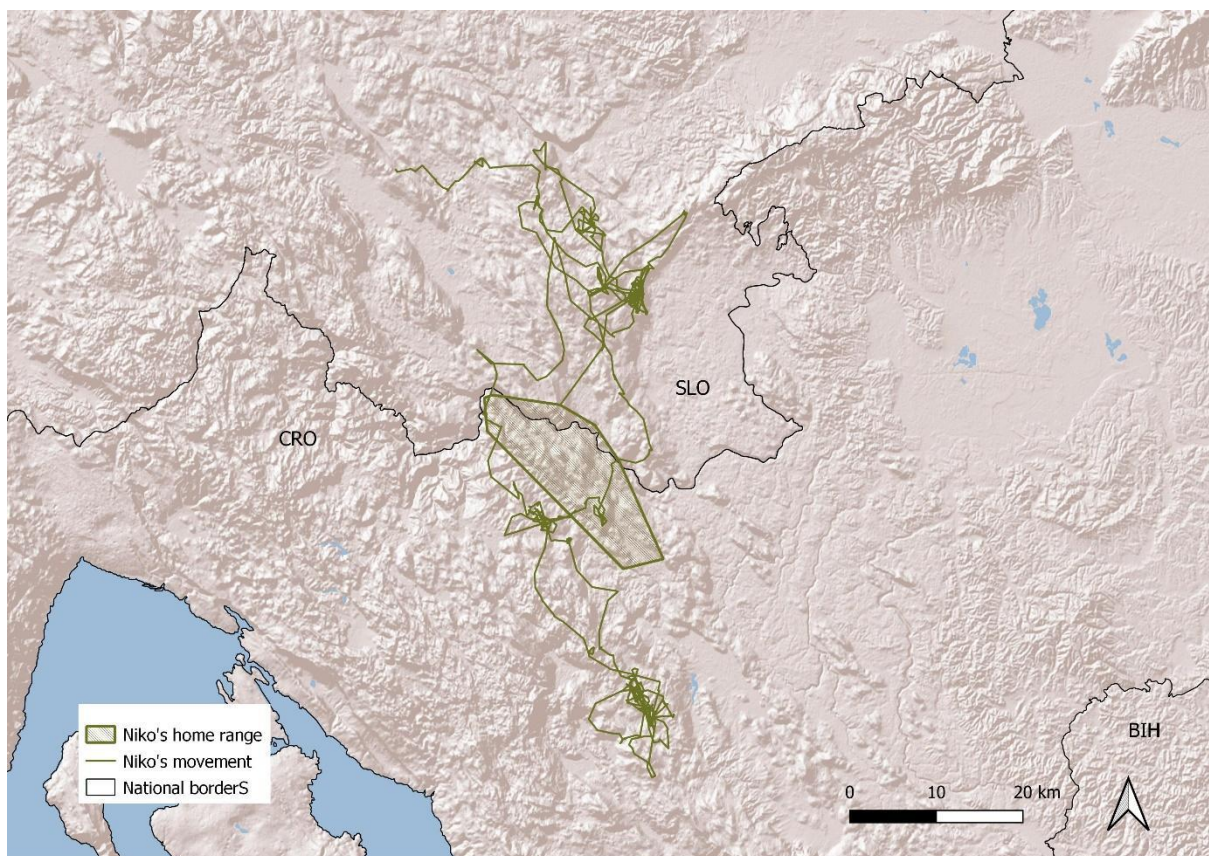 SLO
CRO
BIH
Niko's home range
Niko's movement
National borderS
0 10 20 km